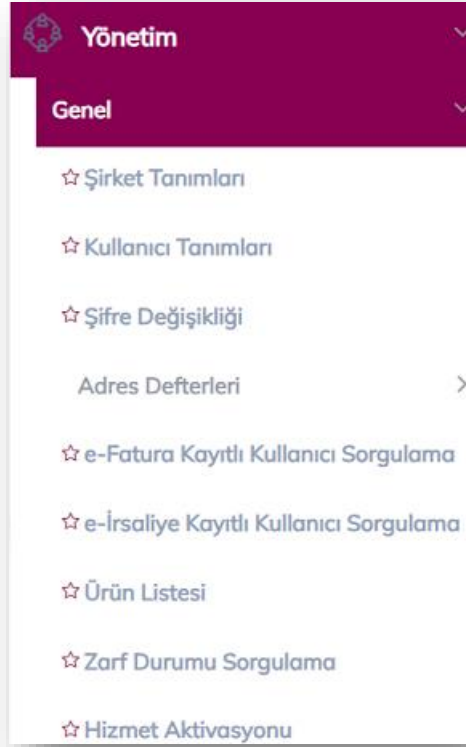 Yönetim
Genel
Şirket Tanımları
Kullanıcı Tanımları
Şifre Değişikliği
Adres Defterleri
e-Fatura Kayıtlı Kullanıcı Sorgulama
e-İrsaliye Kayıtlı Kullanıcı Sorgulama
Ürün Listesi
Zarf Durumu Sorgulama
Hizmet Aktivasyonu